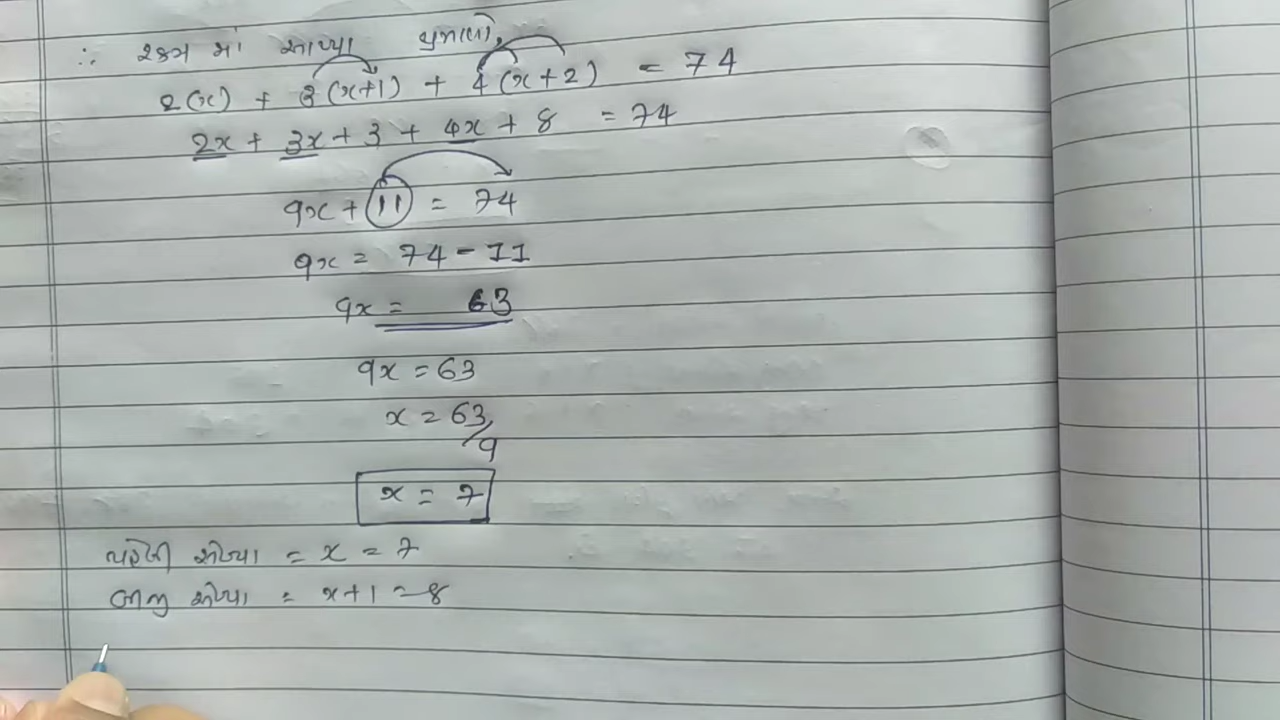 ∴ રકમ માં આપ્યા મુજબ,
2(x) + 3(x+1) + 4(x+2) = 74
2x + 3x + 3 + 4x + 8 = 74
9x + 11 = 74
9x = 74 - 11
9x = 63
9x = 63
x = 63/9
x = 7
પહેલી સંખ્યા = x = 7
બીજી સંખ્યા = x+1 = 8